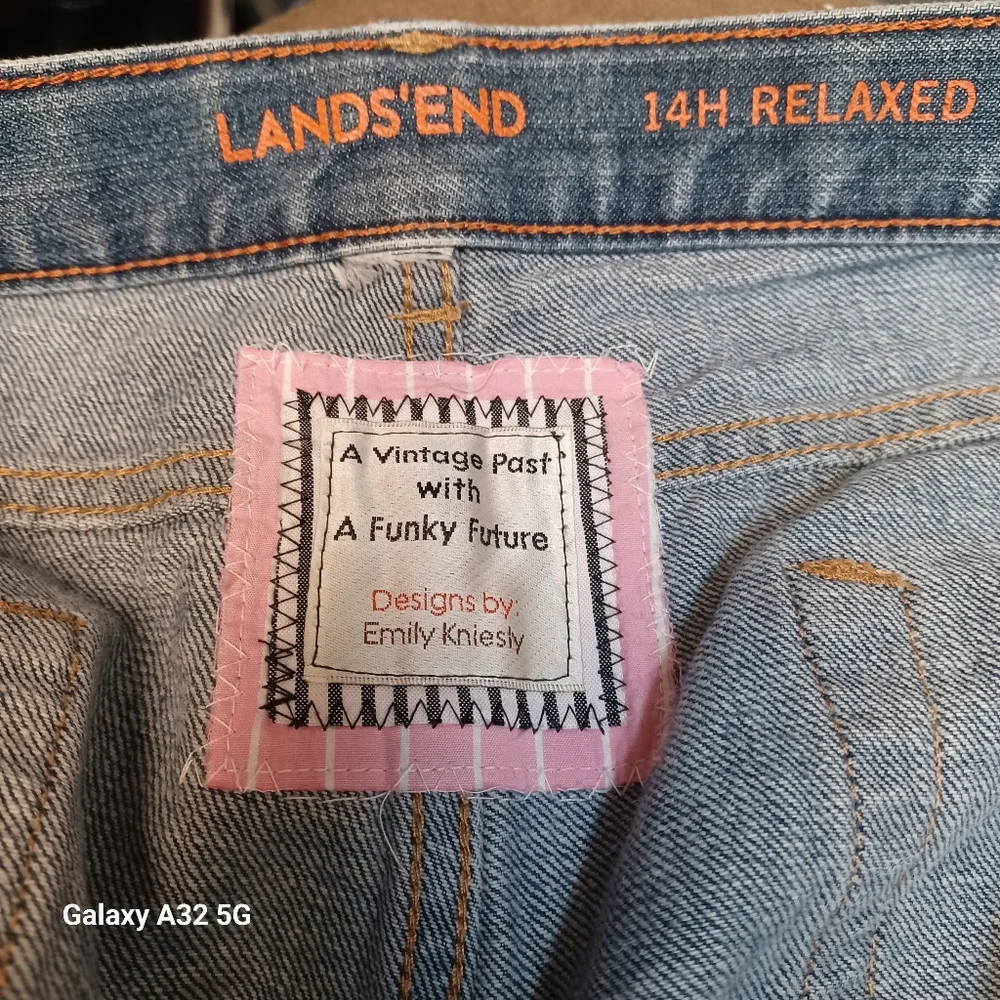 LANDS'END 14H RELAXED
A Vintage Past
with
A Funky Future
Designs by:
Emily Kniesly
Galaxy A32 5G